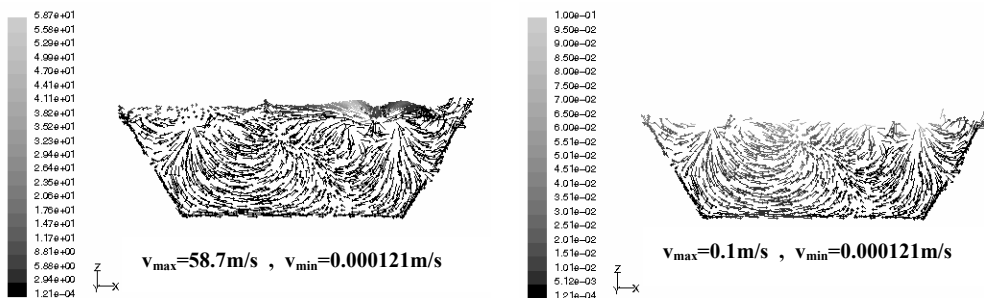 5.87e+01
5.58e+01
5.29e+01
4.99e+01
4.70e+01
4.41e+01
4.11e+01
3.82e+01
3.52e+01
3.23e+01
2.94e+01
2.64e+01
2.35e+01
2.06e+01
1.76e+01
1.47e+01
1.17e+01
8.81e+00
5.88e+00
2.94e+00
1.21e-04
Z
Y X
vmax=58.7m/s , vmin=0.000121m/s
1.00e-01
9.50e-02
9.00e-02
8.50e-02
8.00e-02
7.50e-02
7.00e-02
6.50e-02
6.00e-02
5.51e-02
5.01e-02
4.51e-02
4.01e-02
3.51e-02
3.01e-02
2.51e-02
2.01e-02
1.51e-02
1.01e-02
5.12e-03
1.21e-04
Z
Y X
vmax=0.1m/s , vmin=0.000121m/s